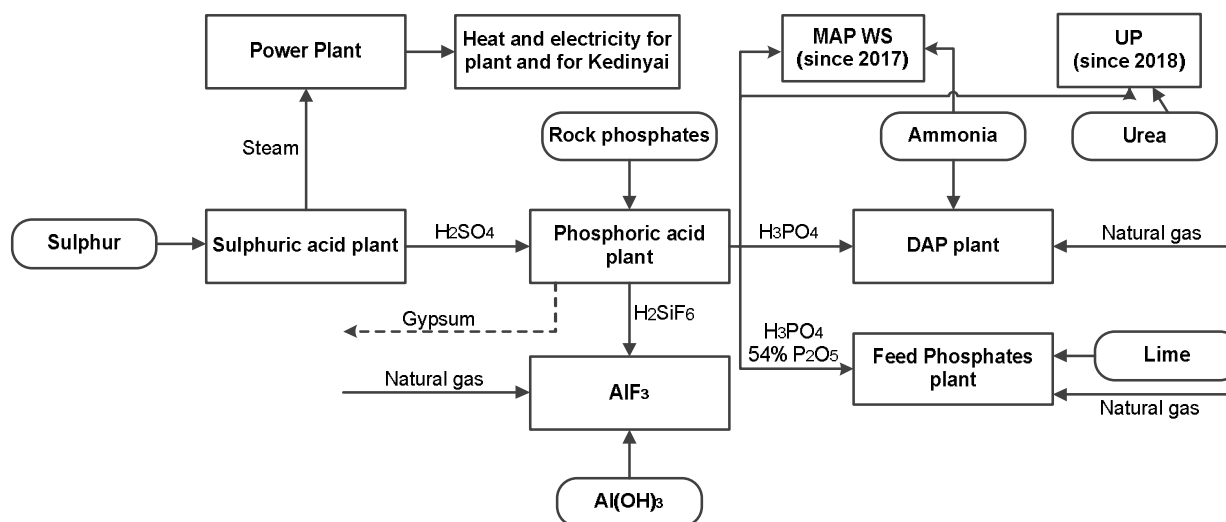 Power Plant
Heat and electricity for
plant and for Kedinyai
MAP WS
(since 2017)
UP
(since 2018)
Steam
Rock phosphates
Ammonia
Urea
Sulphur
Sulphuric acid plant
H2SO4
Phosphoric acid
plant
H3PO4
DAP plant
Natural gas
Gypsum
H2SiF6
H3PO4
54% P2O5
Feed Phosphates
plant
Lime
Natural gas
Natural gas
AlF3
Al(OH)3